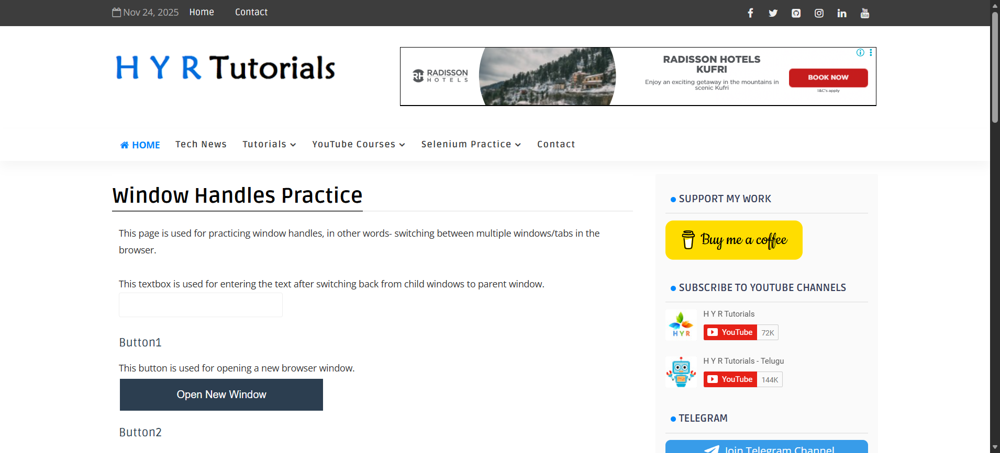 Nov 24, 2025 Home Contact
You Tube
H Y R Tutorials
RH RADISSON HOTELS
RADISSON HOTELS
KUFRI
Enjoy an exciting getaway in the mountains in
scenic Kufri
BOOK NOW
T&C's apply
HOME Tech News Tutorials YouTube Courses Selenium Practice Contact
Window Handles Practice
This page is used for practicing window handles, in other words- switching between multiple windows/tabs in the
browser.
This textbox is used for entering the text after switching back from child windows to parent window.
Button1
This button is used for opening a new browser window.
Open New Window
Button2
SUPPORT MY WORK
Buy me a coffee
SUBSCRIBE TO YOUTUBE CHANNELS
H Y R Tutorials
HYR
YouTube 72K
H Y R Tutorials - Telugu
YouTube 144K
TELEGRAM
Join Telegram Channel